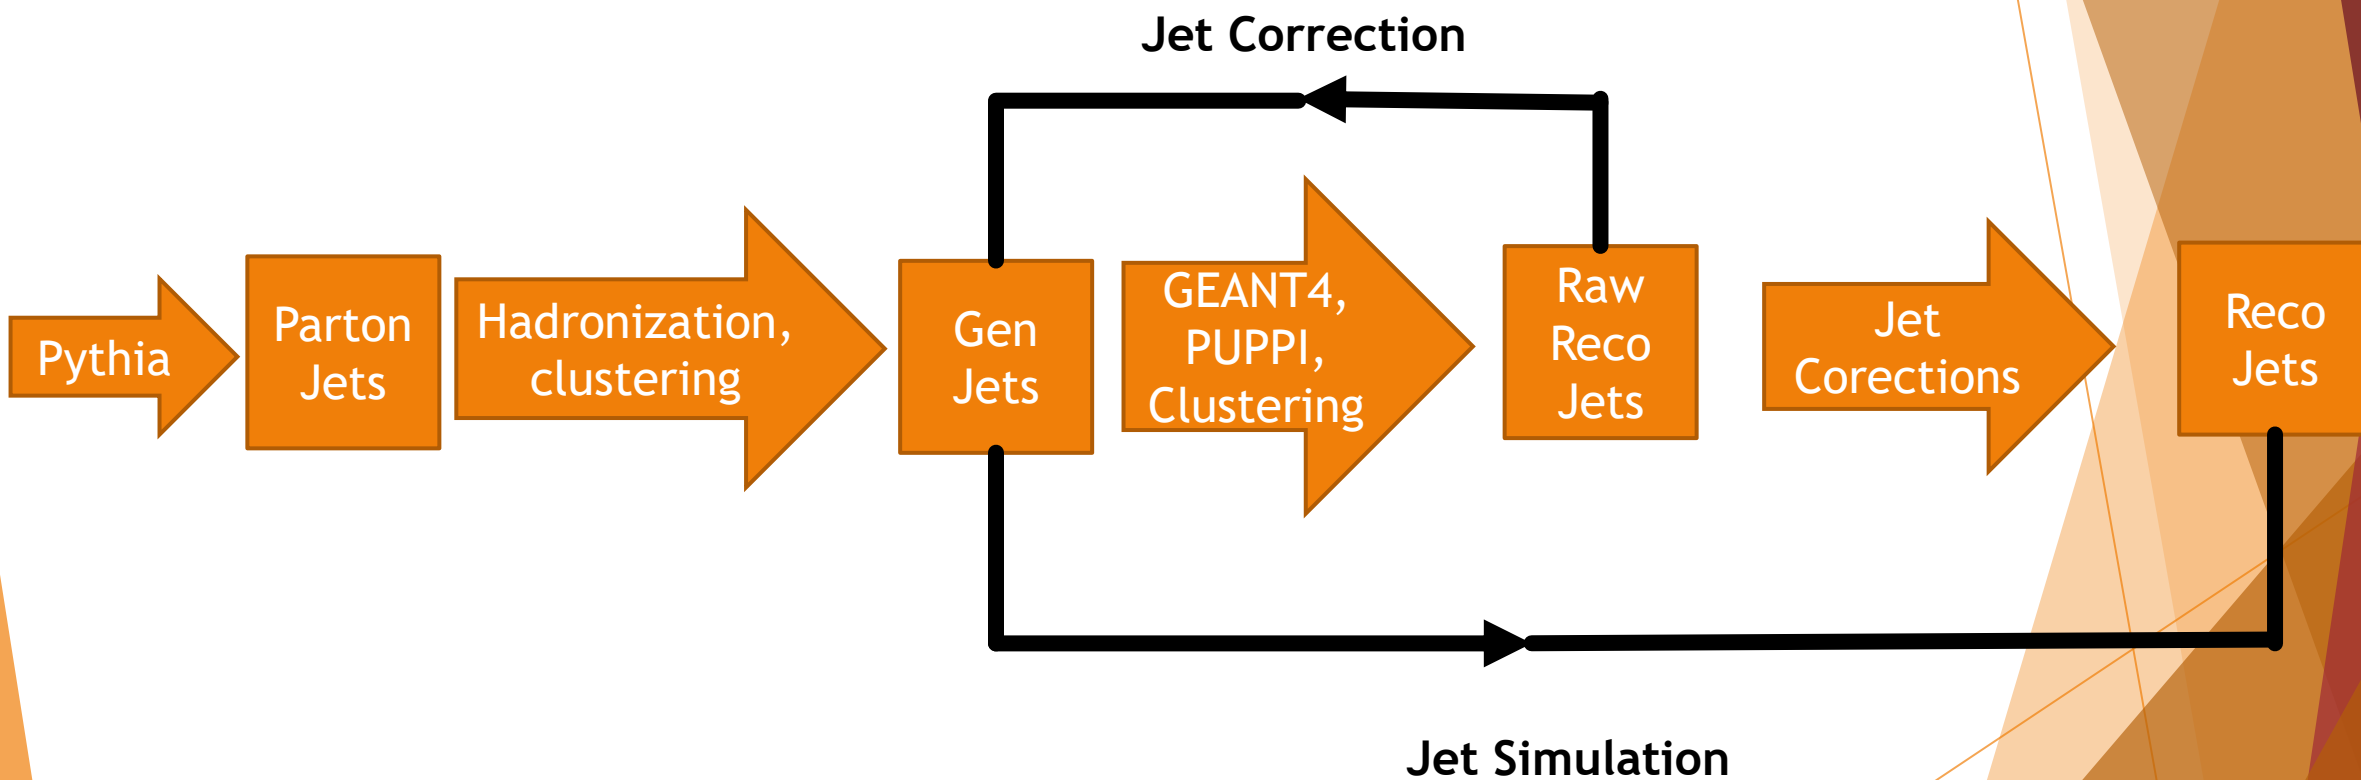 Jet Correction
Pythia
Parton
Jets
Hadronization,
clustering
Gen
Jets
GEANT4,
PUPPI,
Clustering
Raw
Reco
Jets
Jet
Corections
Reco
Jets
Jet Simulation